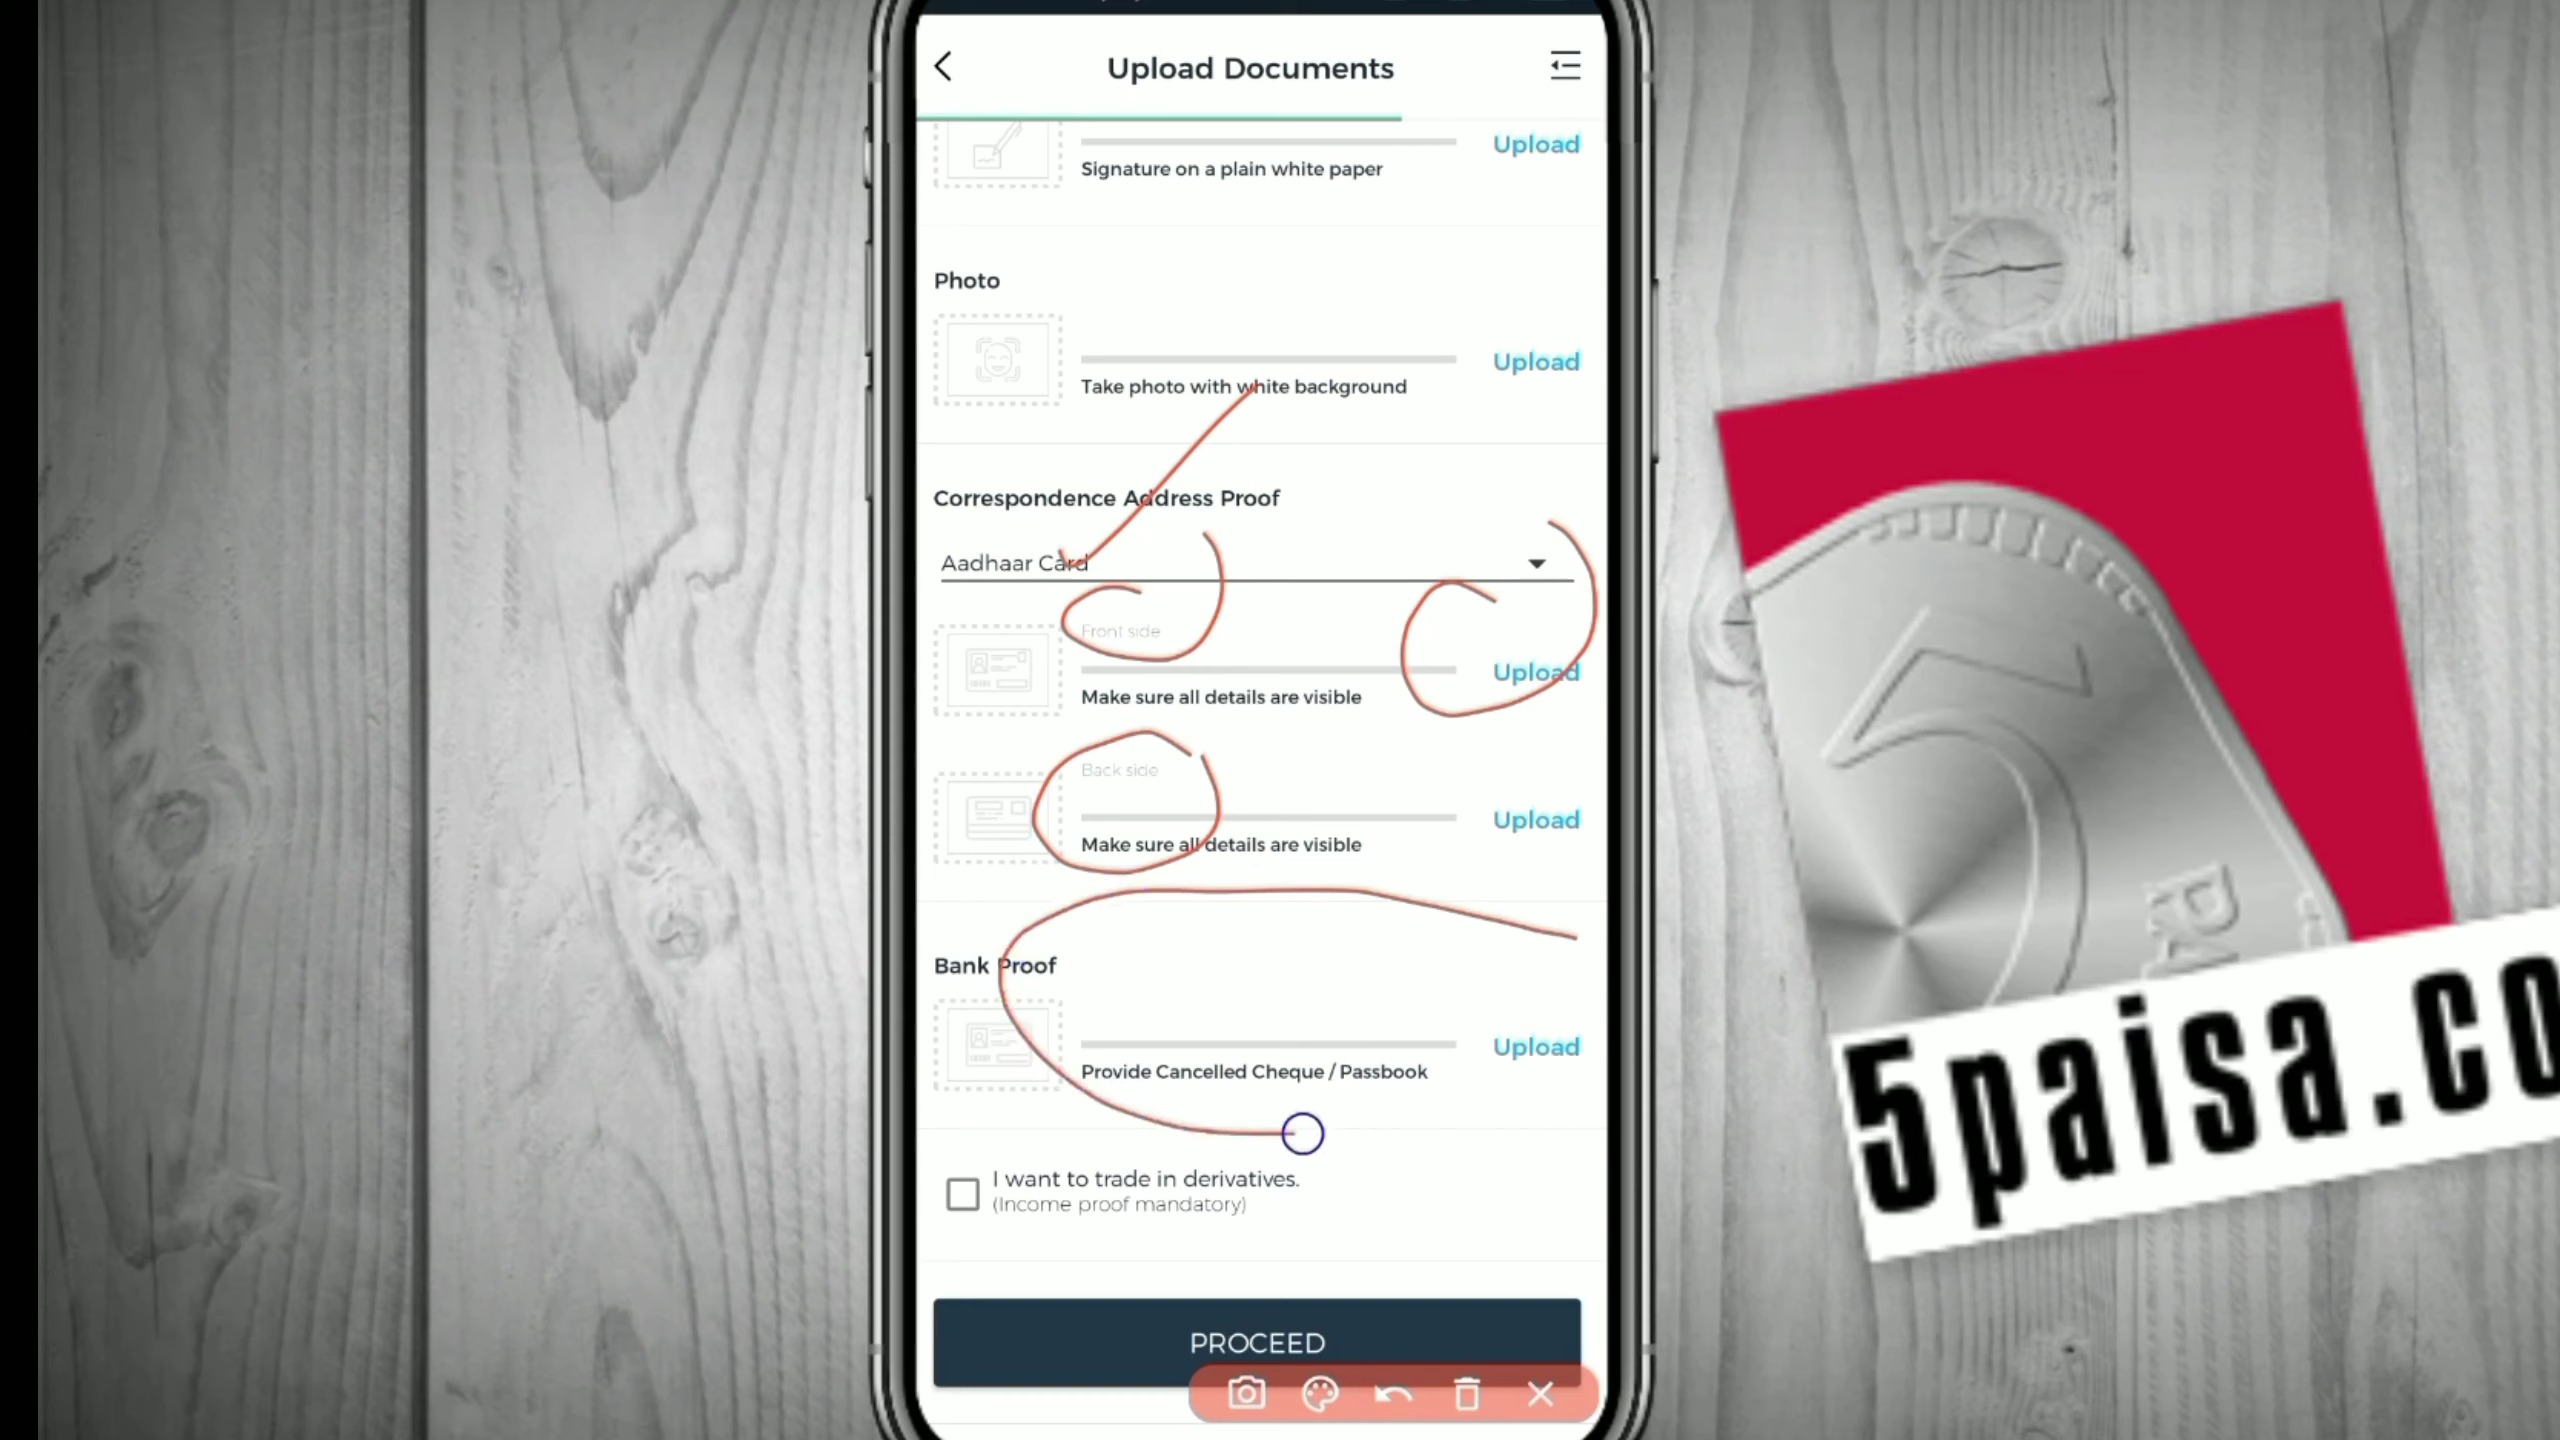 Upload Documents
Upload
Signature on a plain white paper
Photo
Upload
Take photo with white background
Correspondence Address Proof
Aadhaar Card
Front side
Upload
Make sure all details are visible
Back side
Upload
Make sure all details are visible
Bank Proof
Upload
Provide Cancelled Cheque / Passbook
I want to trade in derivatives.
(Income proof mandatory)
PROCEED
5
5paisa.co